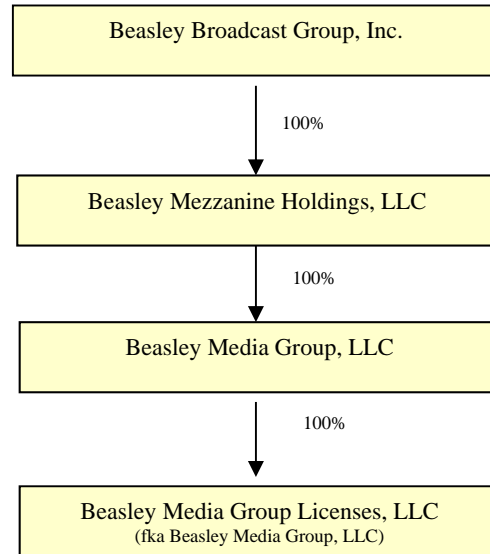 Beasley Broadcast Group, Inc.
100%
Beasley Mezzanine Holdings, LLC
100%
Beasley Media Group, LLC
100%
Beasley Media Group Licenses, LLC
(fka Beasley Media Group, LLC)